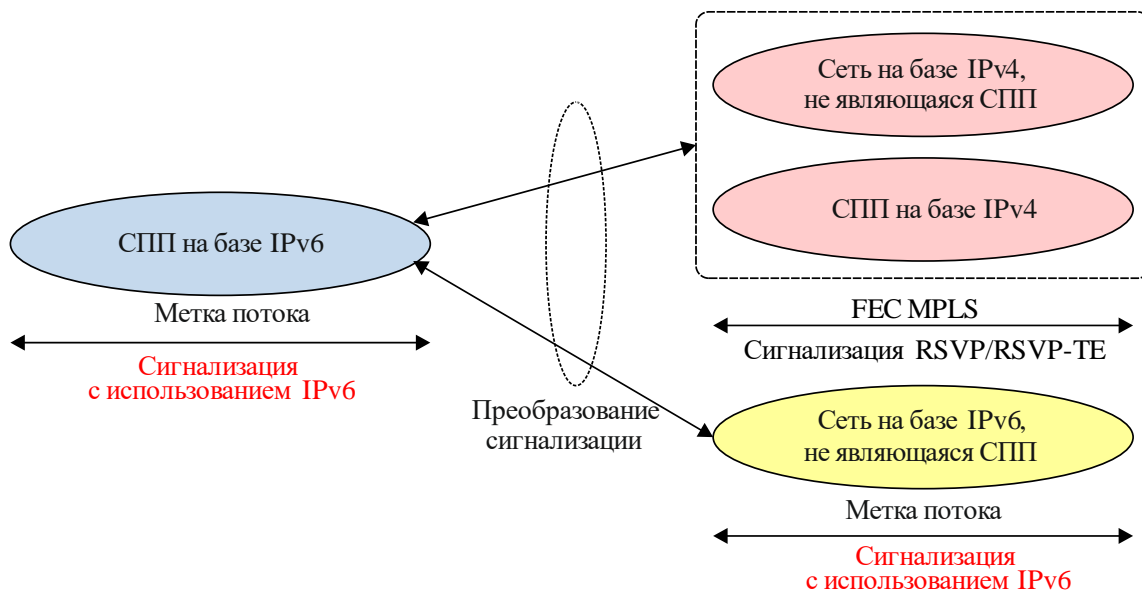 Сеть на базе IPv4,
не являющаяся СПП
СПП на базе IPv4
СПП на базе IPv6
Метка потока
Сигнализация
с использованием IPv6
Преобразование
сигнализации
FEC MPLS
Сигнализация RSVP/RSVP-TE
Сеть на базе IPv6,
не являющаяся СПП
Метка потока
Сигнализация
с использованием IPv6